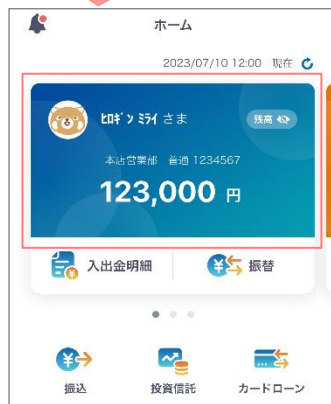 ホーム
2023/07/10 12:00 現在
ﾋﾛｷﾞﾝ ﾐﾗｲ さま
残高
本店営業部 普通 1234567
123,000 円
入出金明細
振替
振込
投資信託
カードローン